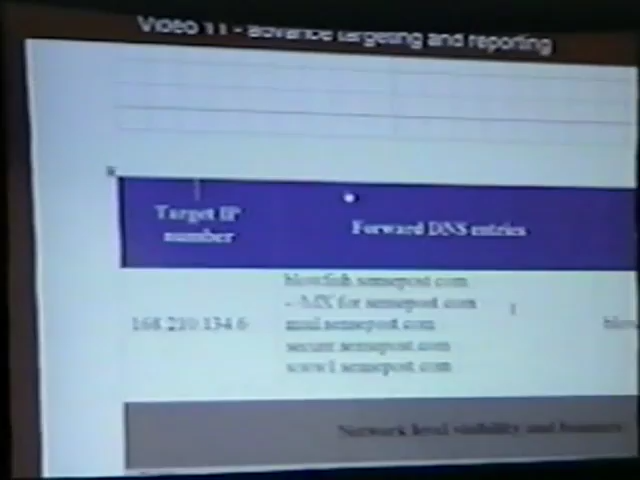 Video 11 - advance targeting and reporting
Target IP
number
Forward DNS entries
blowfish.sensepost.com
- MX for sensepost.com
168.210.134.6
mail.sensepost.com
secure.sensepost.com
www1.sensepost.com
Network level visibility and banners